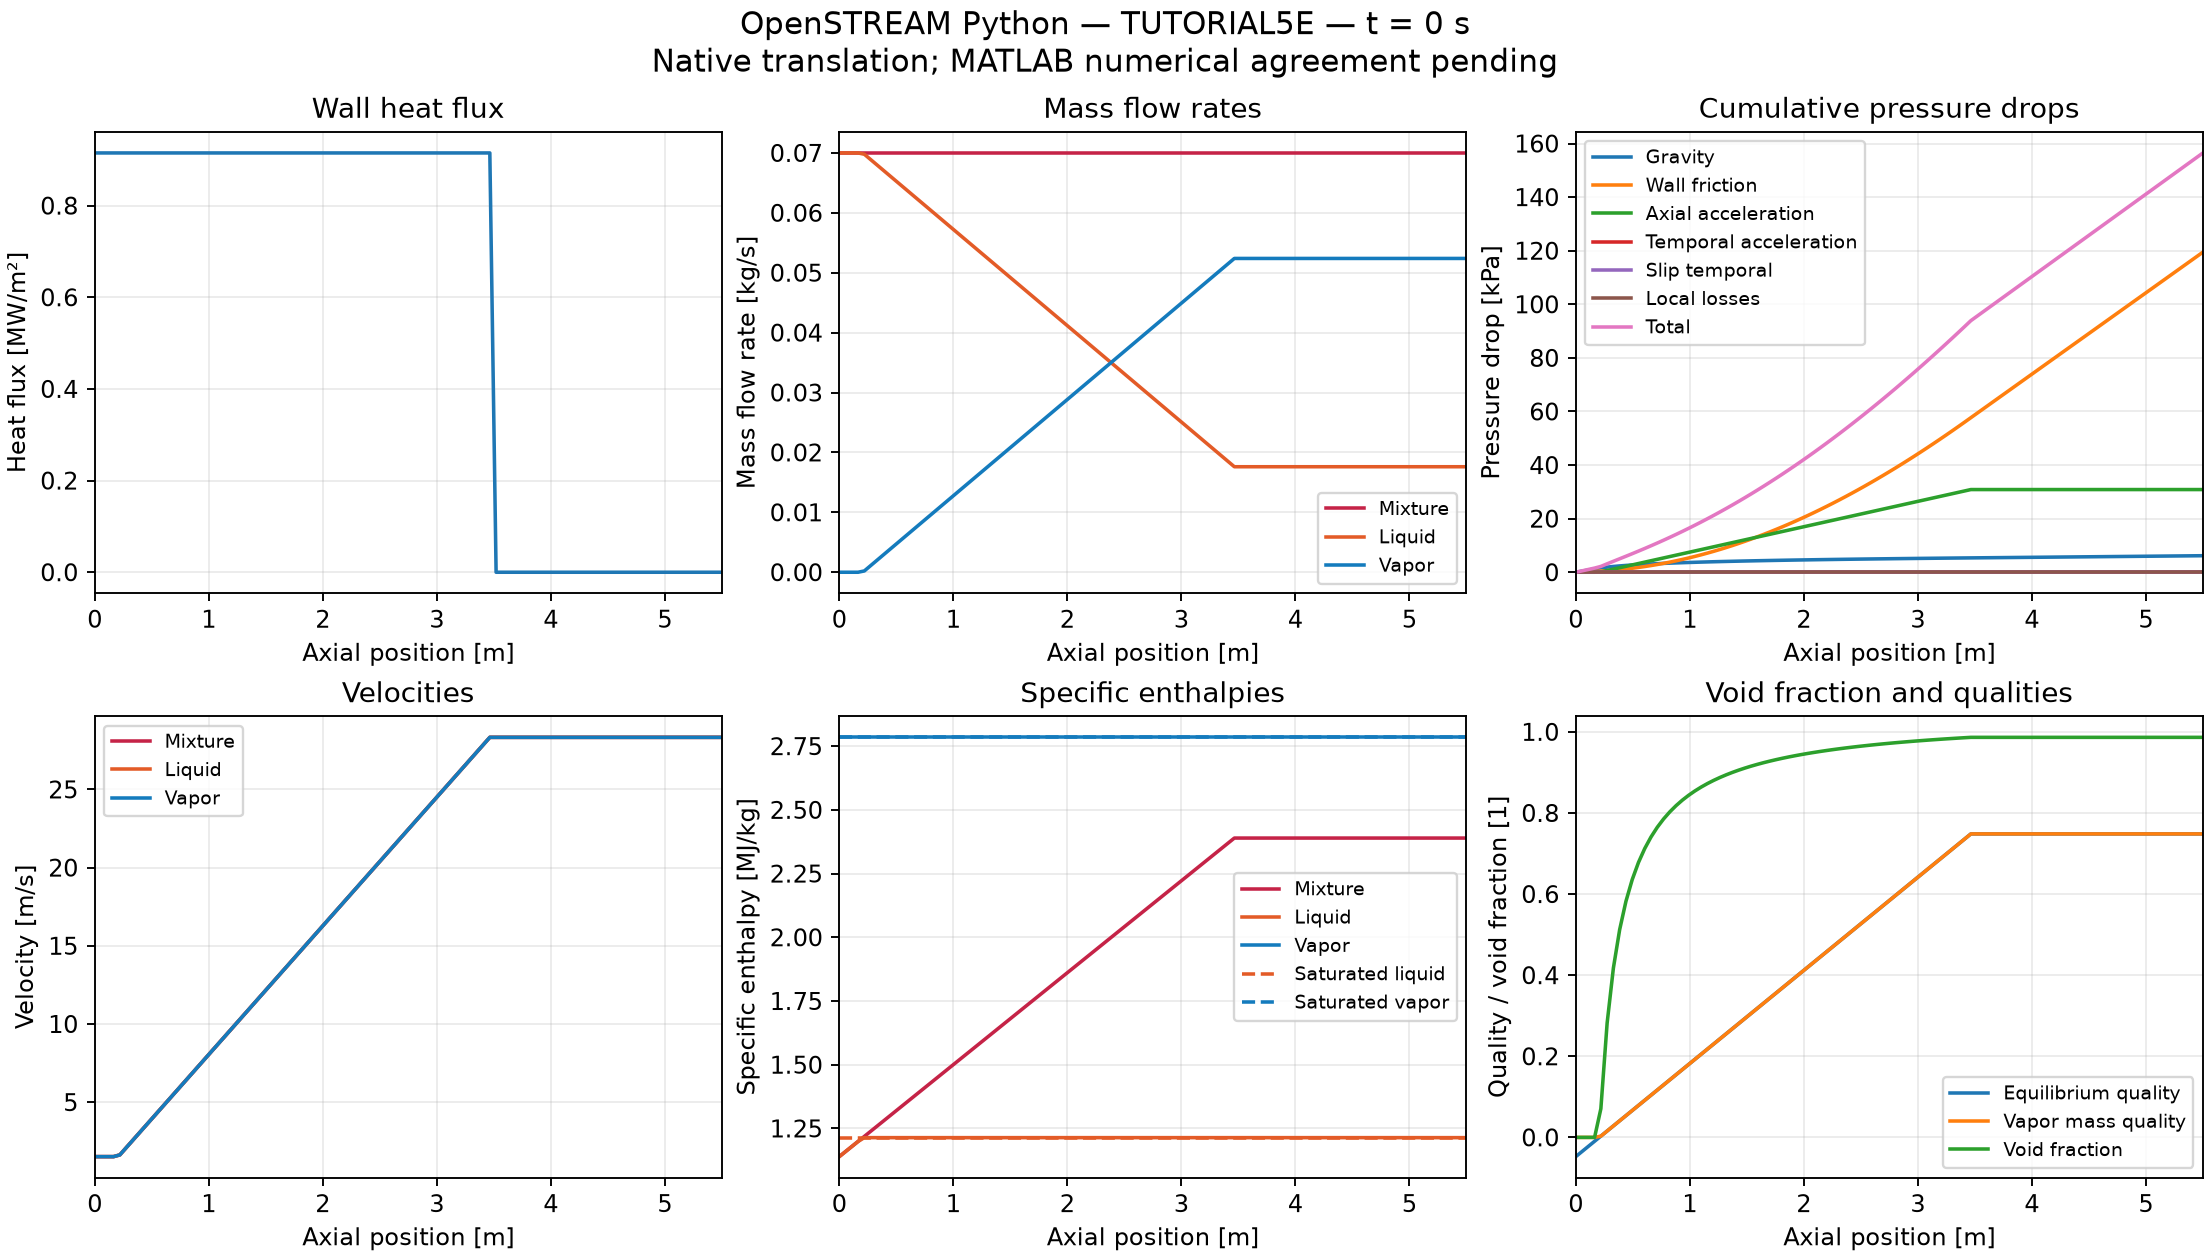 OpenSTREAM Python — TUTORIAL5E — t = 0 s
Native translation; MATLAB numerical agreement pending
Wall heat flux
Heat flux [MW/m²]
0.8
0.6
0.4
0.2
0.0
0 1 2 3 4 5
Axial position [m]
Mass flow rates
Mass flow rate [kg/s]
0.07
0.06
0.05
0.04
0.03
0.02
0.01
0.00
Mixture
Liquid
Vapor
0 1 2 3 4 5
Axial position [m]
Cumulative pressure drops
Pressure drop [kPa]
160
140
120
100
80
60
40
20
0
Gravity
Wall friction
Axial acceleration
Temporal acceleration
Slip temporal
Local losses
Total
0 1 2 3 4 5
Axial position [m]
Velocities
Velocity [m/s]
25
20
15
10
5
Mixture
Liquid
Vapor
0 1 2 3 4 5
Axial position [m]
Specific enthalpies
Specific enthalpy [MJ/kg]
2.75
2.50
2.25
2.00
1.75
1.50
1.25
Mixture
Liquid
Vapor
Saturated liquid
Saturated vapor
0 1 2 3 4 5
Axial position [m]
Void fraction and qualities
Quality / void fraction [1]
1.0
0.8
0.6
0.4
0.2
0.0
Equilibrium quality
Vapor mass quality
Void fraction
0 1 2 3 4 5
Axial position [m]